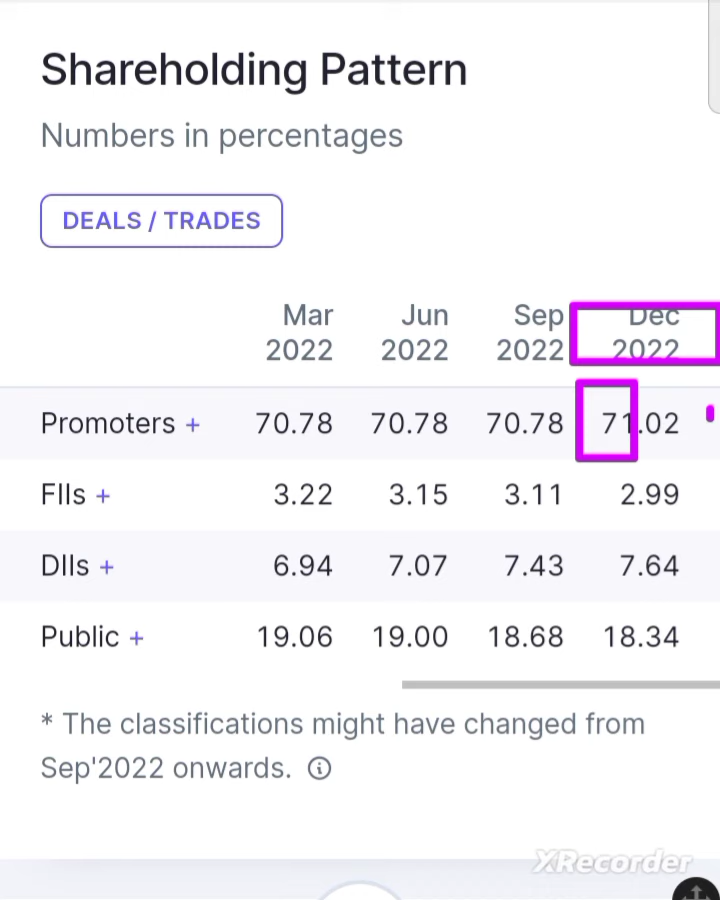 Shareholding Pattern
Numbers in percentages
DEALS / TRADES
Mar Jun Sep Dec
2022 2022 2022 2022
Promoters + 70.78 70.78 70.78 71.02
FIIs + 3.22 3.15 3.11 2.99
DIIs + 6.94 7.07 7.43 7.64
Public + 19.06 19.00 18.68 18.34
* The classifications might have changed from
Sep'2022 onwards.
XRecorder